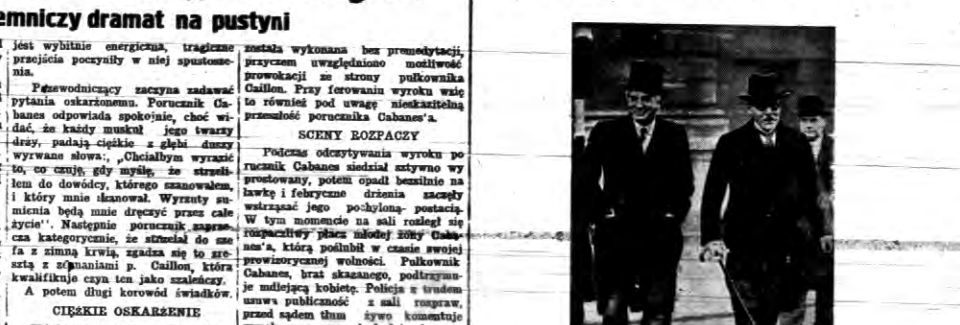 emniczy dramat na pustyni
jest wybitnie energiczna, tragiczne
przejścia poczyniły w niej spustosze-
nia.
Przewodniczący zaczyna zadawać
pytania oskarżonemu. Porucznik Ca-
banes odpowiada spokojnie, choć wi-
dać, że każdy muskuł jego twarzy
drży, padają ciężkie z głębi duszy
wyrwane słowa:, „Chciałbym wyrazić
to, co czuję, gdy myślę, że strzeli-
łem do dowódcy, którego szanowałem,
i który mnie szanował. Wyrzuty su-
mienia będą mnie dręczyć przez całe
życie". Następnie porucznik zaprze-
cza kategorycznie, że strzelał do sze
fa z zimną krwią, zgadza się to zre-
sztą z zeznaniami p. Caillon, która
kwalifikuje czyn ten jako szaleńczy.
A potem długi korowód świadków.
CIĘŻKIE OSKARŻENIE
została wykonana bez premedytacji,
przyczem uwzględniono możliwość
prowokacji ze strony pułkownika
Caillon. Przy ferowaniu wyroku wzię
to również pod uwagę nieskazitelną
przeszłość porucznika Cabanes'a.
SCENY ROZPACZY
Podczas odczytywania wyroku po
rucznik Cabanes siedział sztywno wy
prostowany, potem opadł bezsilnie na
ławkę i febryczne drżenia zaczęły
wstrząsać jego pochyloną postacią.
W tym momencie na sali rozległ się
rozpaczliwy płacz młodej żony Caba-
nes'a, którą poślubił w czasie swojej
prowizorycznej wolności. Pułkownik
Cabanes, brat skazanego, podtrzymu-
je mdlejącą kobietę. Policja z trudem
usuwa publiczność z sali rozpraw,
przed sądem tłum żywo komentuje